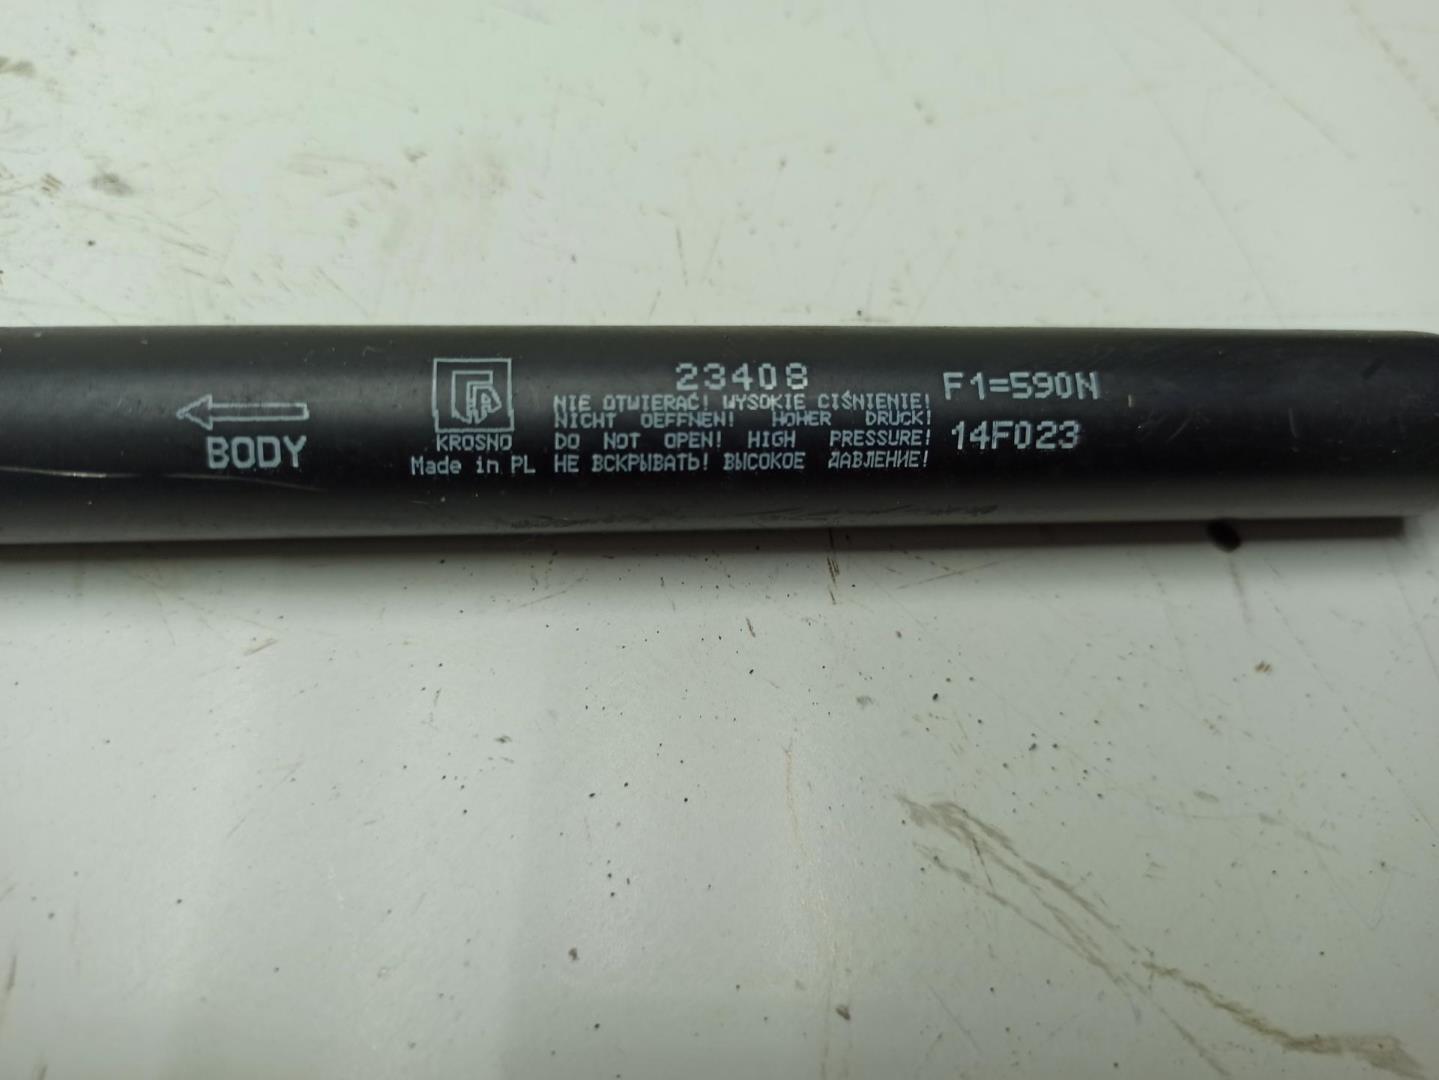 BODY
KROSNO
Made in PL
23408
NIE OTWIERAĆ! WYSOKIE CIŚNIENIE!
NICHT OEFFNEN! HOHER DRUCK!
DO NOT OPEN! HIGH PRESSURE!
НЕ ВСКРЫВАТЬ! ВЫСОКОЕ ДАВЛЕНИЕ!
F1=590N
14F023